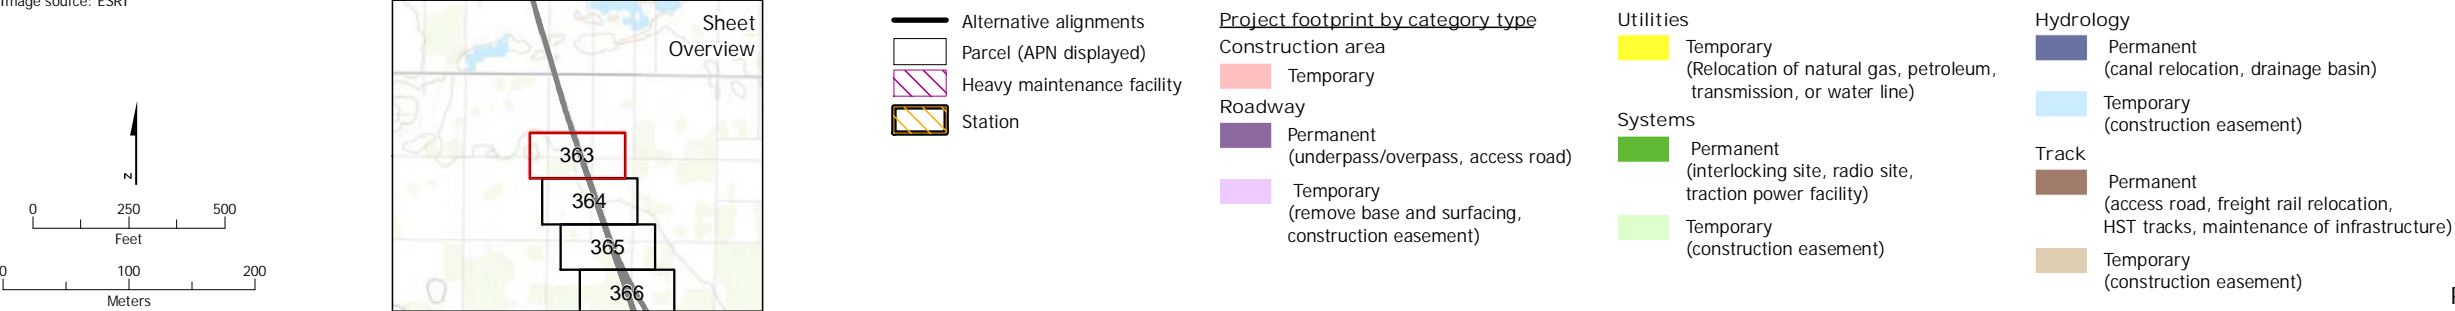 Image source: ESRI
N
0 250 500
Feet
0 100 200
Meters
Sheet
Overview
363
364
365
366
Alternative alignments
Parcel (APN displayed)
Heavy maintenance facility
Station
Project footprint by category type
Construction area
Temporary
Roadway
Permanent
(underpass/overpass, access road)
Temporary
(remove base and surfacing,
construction easement)
Utilities
Temporary
(Relocation of natural gas, petroleum,
transmission, or water line)
Systems
Permanent
(interlocking site, radio site,
traction power facility)
Temporary
(construction easement)
Hydrology
Permanent
(canal relocation, drainage basin)
Temporary
(construction easement)
Track
Permanent
(access road, freight rail relocation,
HST tracks, maintenance of infrastructure)
Temporary
(construction easement)